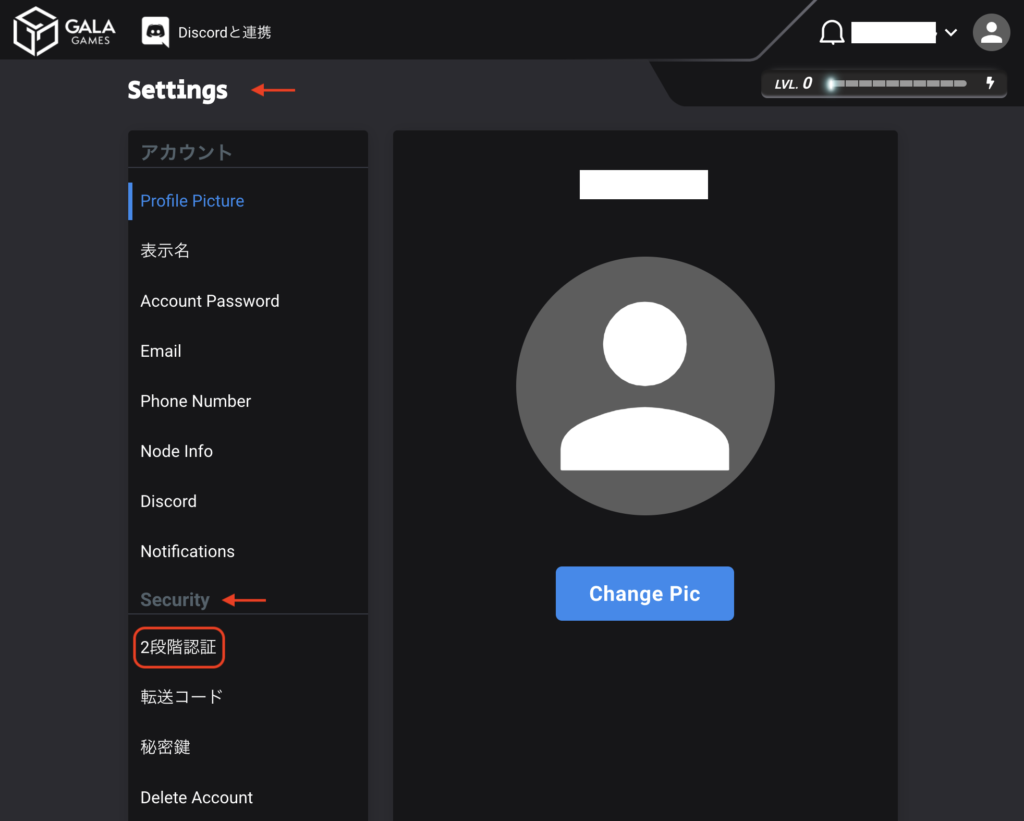 GALA
GAMES
Discordと連携
LVL. 0
Settings
アカウント
Profile Picture
表示名
Account Password
Email
Phone Number
Node Info
Discord
Notifications
Security
2段階認証
転送コード
秘密鍵
Delete Account
Change Pic